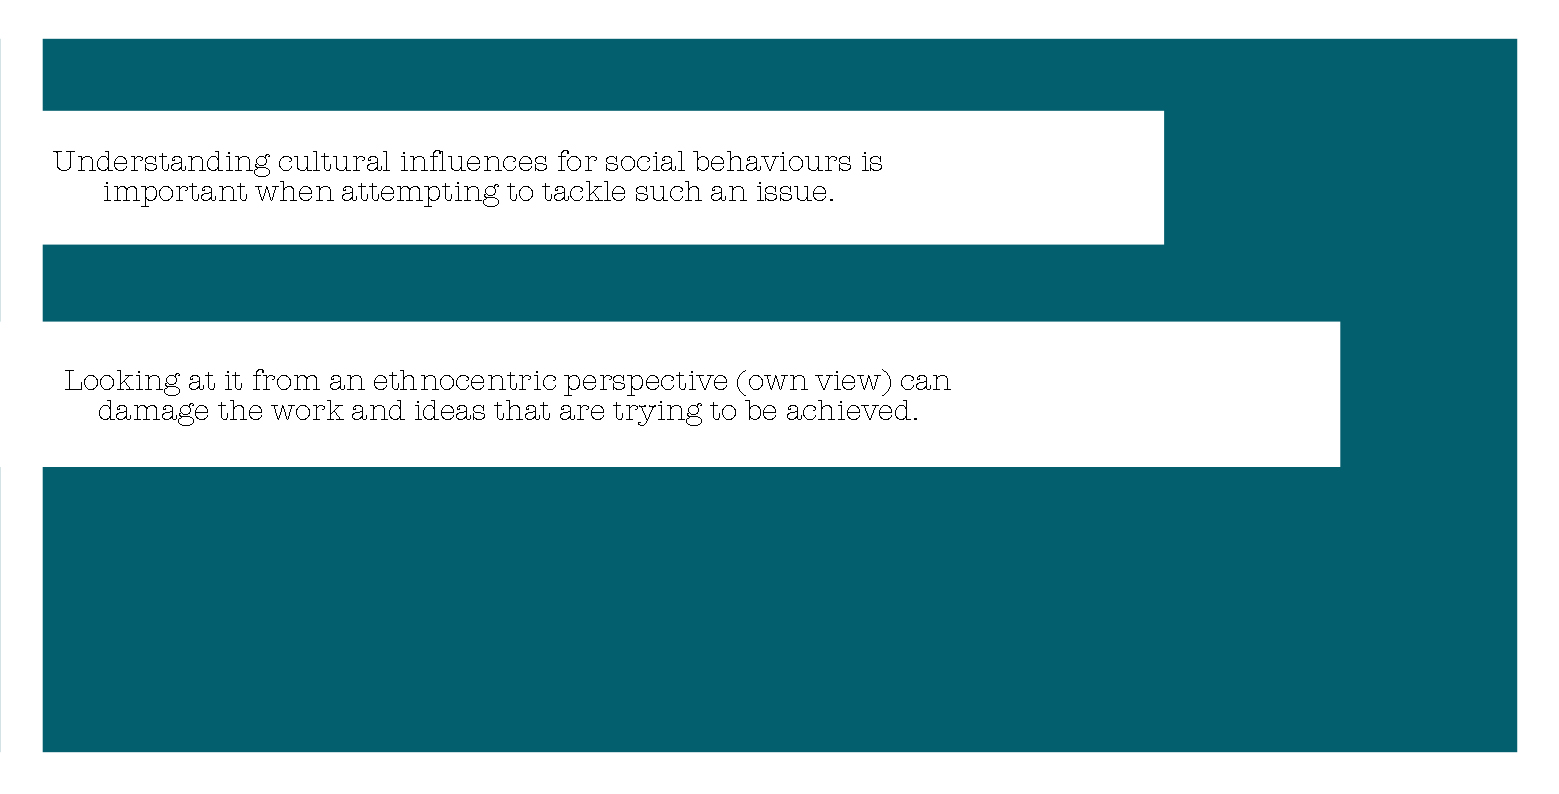 Understanding cultural influences for social behaviours is
important when attempting to tackle such an issue.
Looking at it from an ethnocentric perspective (own view) can
damage the work and ideas that are trying to be achieved.